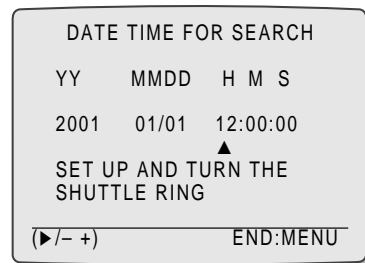 DATE TIME FOR SEARCH
YY MMDD H M S
2001 01/01 12:00:00
▲
SET UP AND TURN THE
SHUTTLE RING
(▶/– +) END:MENU